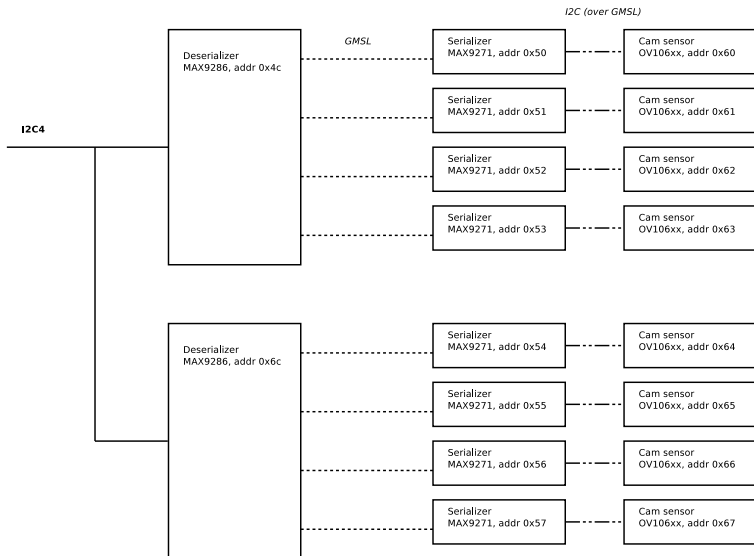 I2C (over GMSL)
GMSL
I2C4
Deserializer
MAX9286, addr 0x4c
Serializer
MAX9271, addr 0x50
Cam sensor
OV106xx, addr 0x60
Serializer
MAX9271, addr 0x51
Cam sensor
OV106xx, addr 0x61
Serializer
MAX9271, addr 0x52
Cam sensor
OV106xx, addr 0x62
Serializer
MAX9271, addr 0x53
Cam sensor
OV106xx, addr 0x63
Deserializer
MAX9286, addr 0x6c
Serializer
MAX9271, addr 0x54
Cam sensor
OV106xx, addr 0x64
Serializer
MAX9271, addr 0x55
Cam sensor
OV106xx, addr 0x65
Serializer
MAX9271, addr 0x56
Cam sensor
OV106xx, addr 0x66
Serializer
MAX9271, addr 0x57
Cam sensor
OV106xx, addr 0x67